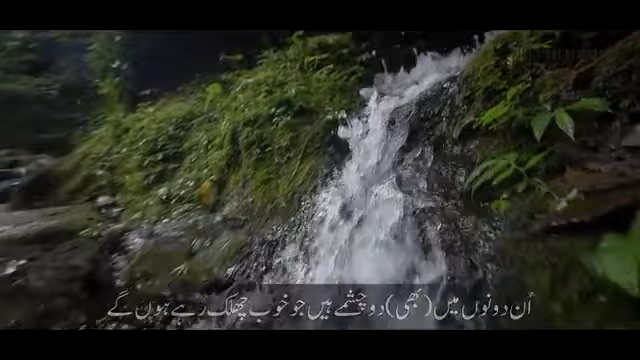 اُن دونوں میں (بھی) دو چشمے ہیں جو خوب چھلک رہے ہوں گے